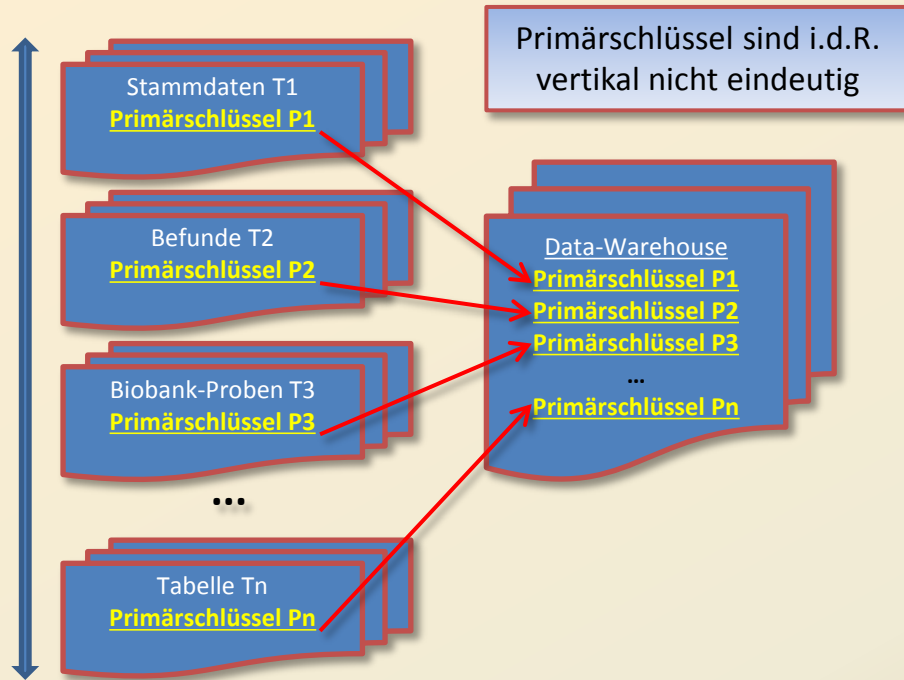 Primärschlüssel sind i.d.R.
vertikal nicht eindeutig
Stammdaten T1
Primärschlüssel P1
Befunde T2
Primärschlüssel P2
Biobank-Proben T3
Primärschlüssel P3
...
Tabelle Tn
Primärschlüssel Pn
Data-Warehouse
Primärschlüssel P1
Primärschlüssel P2
Primärschlüssel P3
...
Primärschlüssel Pn